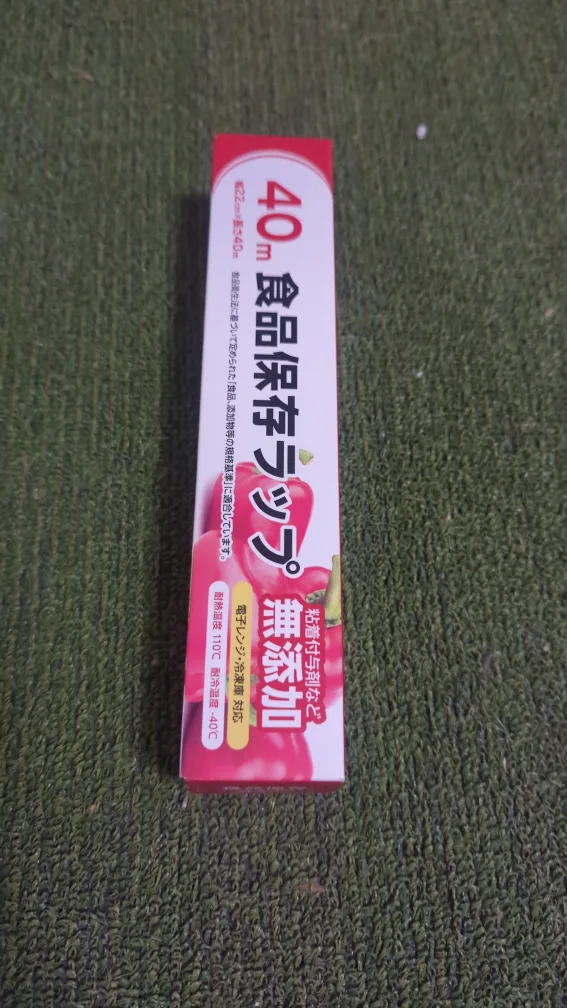 40m
幅22cm×長さ40m
食品保存ラップ
食品衛生法に基づいて定められた「食品、添加物等の規格基準」に適合しています。
粘着付与剤など
無添加
電子レンジ・冷凍庫 対応
耐熱温度 110℃ 耐冷温度 -40℃